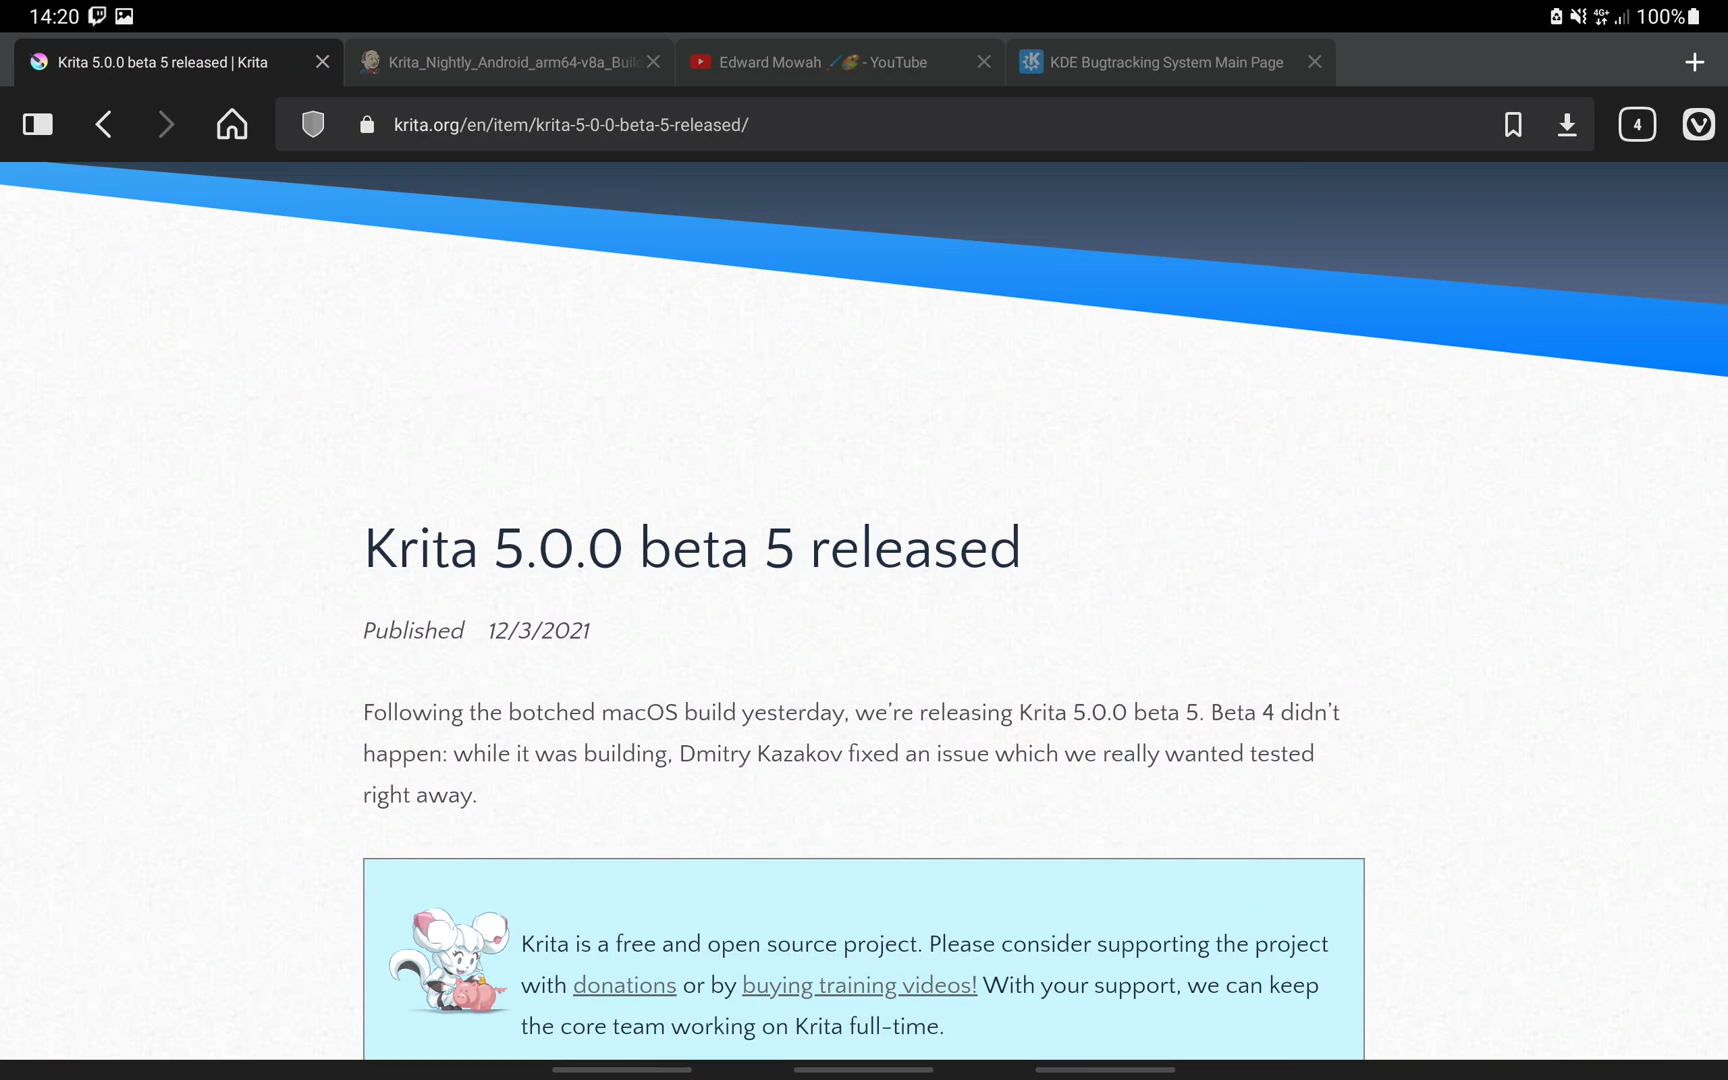 14:20
4G+
100%
Krita 5.0.0 beta 5 released | Krita
Krita_Nightly_Android_arm64-v8a_Build
Edward Mowah 🖌️🎨 - YouTube
KDE Bugtracking System Main Page
krita.org/en/item/krita-5-0-0-beta-5-released/
4
Krita 5.0.0 beta 5 released
Published 12/3/2021
Following the botched macOS build yesterday, we’re releasing Krita 5.0.0 beta 5. Beta 4 didn’t
happen: while it was building, Dmitry Kazakov fixed an issue which we really wanted tested
right away.
Krita is a free and open source project. Please consider supporting the project
with donations or by buying training videos! With your support, we can keep
the core team working on Krita full-time.